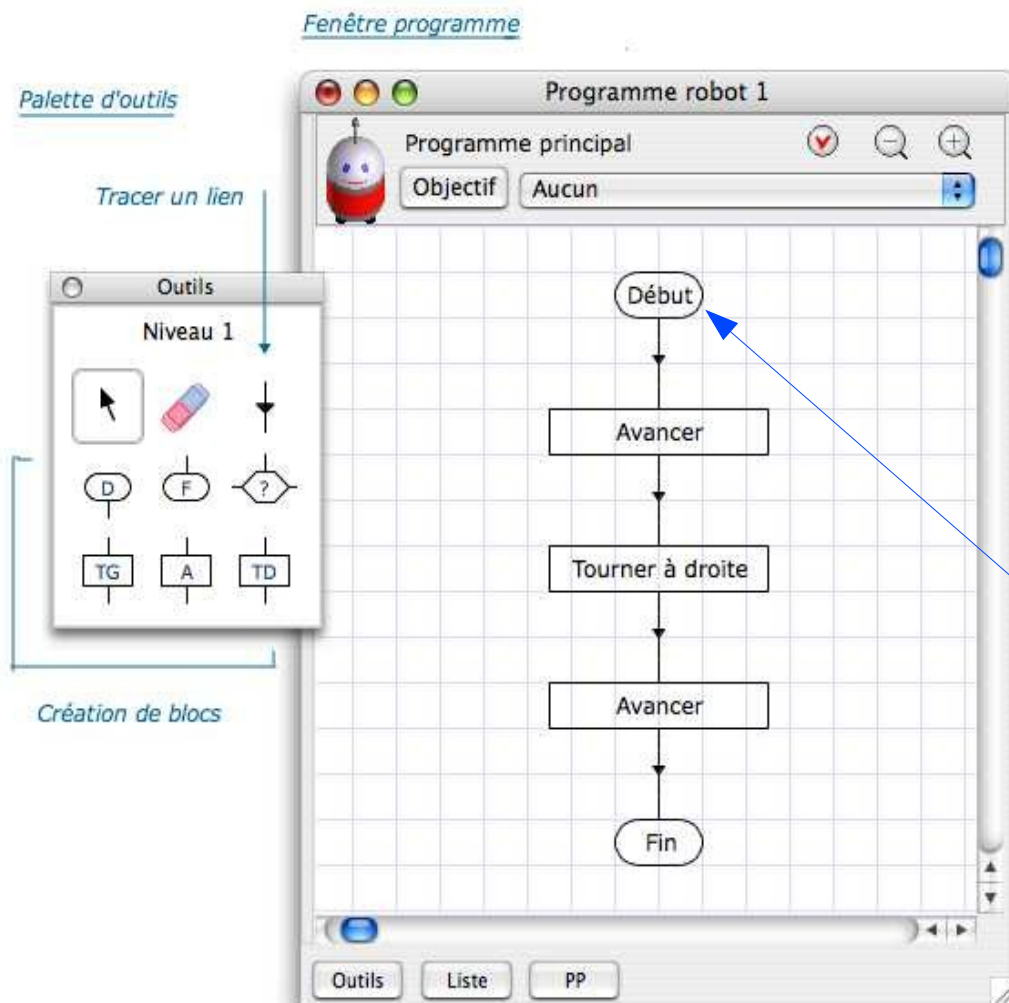 Fenêtre programme
Palette d'outils
Programme robot 1
Programme principal
Objectif
Aucun
Tracer un lien
Outils
Niveau 1
D
F
?
TG
A
TD
Création de blocs
Début
Avancer
Tourner à droite
Avancer
Fin
Outils
Liste
PP